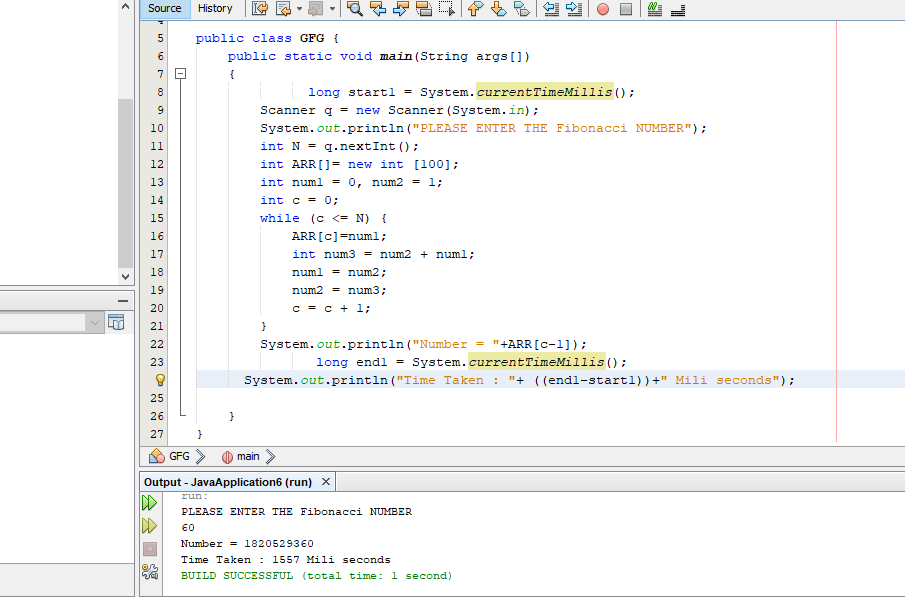 Source History
4
5 public class GFG {
6 public static void main(String args[])
7 {
8 long start1 = System.currentTimeMillis();
9 Scanner q = new Scanner(System.in);
10 System.out.println("PLEASE ENTER THE Fibonacci NUMBER");
11 int N = q.nextInt();
12 int ARR[]= new int [100];
13 int num1 = 0, num2 = 1;
14 int c = 0;
15 while (c <= N) {
16 ARR[c]=num1;
17 int num3 = num2 + num1;
18 num1 = num2;
19 num2 = num3;
20 c = c + 1;
21 }
22 System.out.println("Number = "+ARR[c-1]);
23 long end1 = System.currentTimeMillis();
System.out.println("Time Taken : "+ ((end1-start1))+" Mili seconds");
25
26 }
27 }
GFG main
Output - JavaApplication6 (run)
run:
PLEASE ENTER THE Fibonacci NUMBER
60
Number = 1820529360
Time Taken : 1557 Mili seconds
BUILD SUCCESSFUL (total time: 1 second)